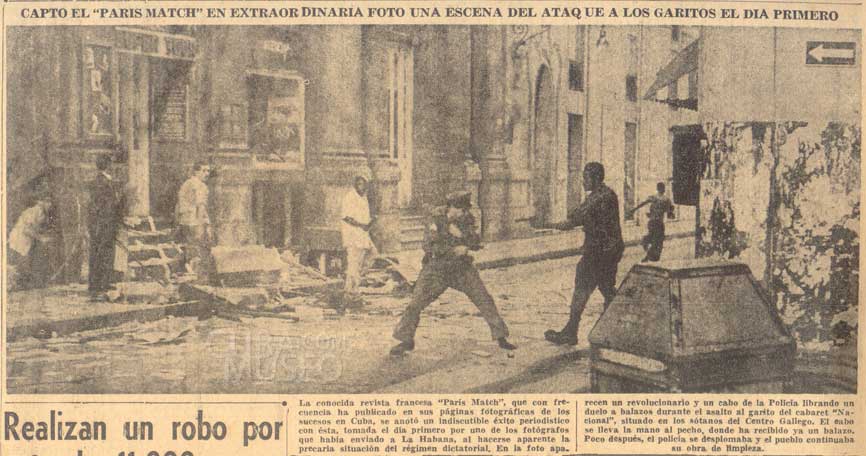 CAPTO EL "PARIS MATCH" EN EXTRAORDINARIA FOTO UNA ESCENA DEL ATAQUE A LOS GARITOS EL DIA PRIMERO
Realizan un robo por
La conocida revista francesa "París Match", que con fre-
cuencia ha publicado en sus páginas fotográficas de los
sucesos en Cuba, se anotó un indiscutible éxito periodístico
con ésta, tomada el día primero por uno de los fotógrafos
que había enviado a La Habana, al hacerse aparente la
precaria situación del régimen dictatorial. En la foto apa-
recen un revolucionario y un cabo de la Policía librando un
duelo a balazos durante el asalto al garito del cabaret "Na-
cional", situado en los sótanos del Centro Gallego. El cabo
se lleva la mano al pecho, donde ha recibido ya un balazo.
Poco después, el policía se desplomaba y el pueblo continuaba
su obra de limpieza.
MUSEO